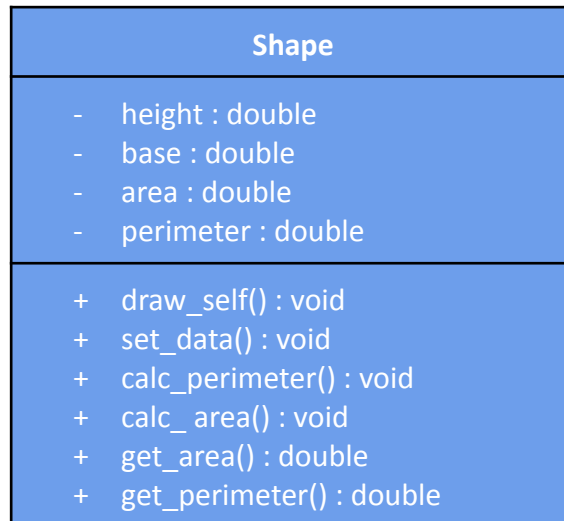 Shape
- height : double
- base : double
- area : double
- perimeter : double
+ draw_self() : void
+ set_data() : void
+ calc_perimeter() : void
+ calc_ area() : void
+ get_area() : double
+ get_perimeter() : double